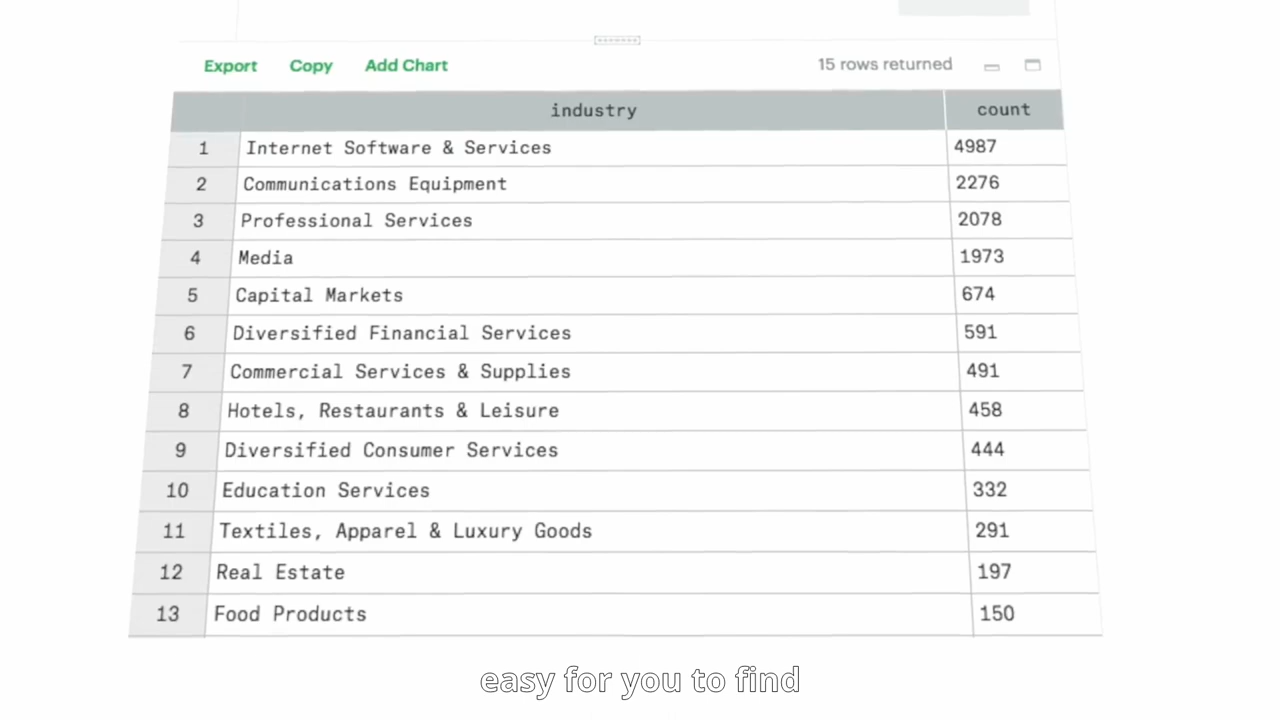 Export Copy Add Chart 15 rows returned
industry count
1 Internet Software & Services 4987
2 Communications Equipment 2276
3 Professional Services 2078
4 Media 1973
5 Capital Markets 674
6 Diversified Financial Services 591
7 Commercial Services & Supplies 491
8 Hotels, Restaurants & Leisure 458
9 Diversified Consumer Services 444
10 Education Services 332
11 Textiles, Apparel & Luxury Goods 291
12 Real Estate 197
13 Food Products 150
easy for you to find